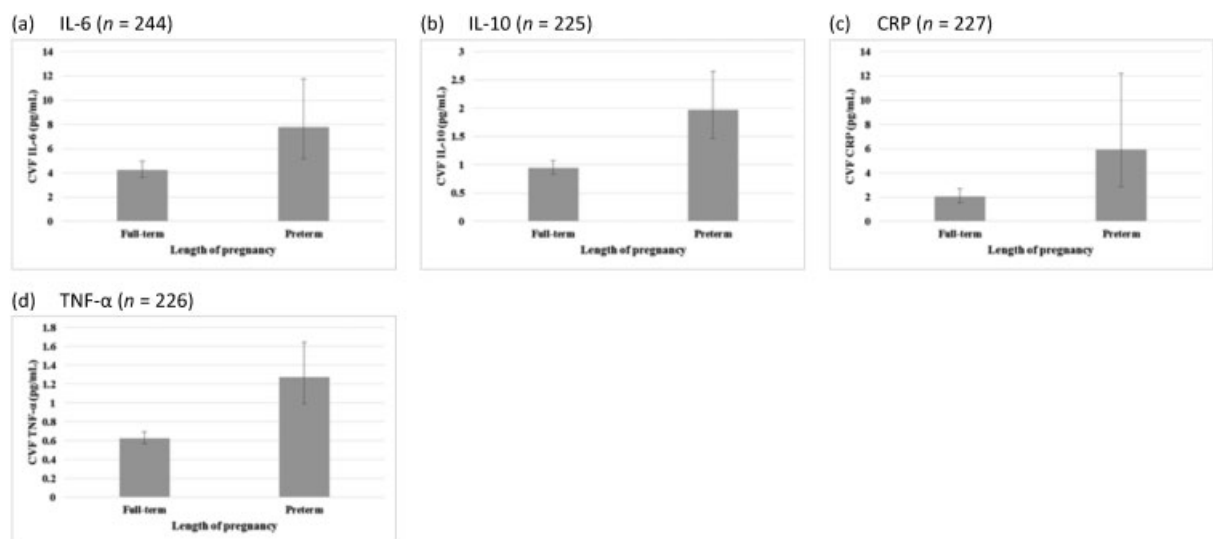 (a) IL-6 (n = 244)
14
12
10
8
6
4
2
0
CVF IL-6 (pg/mL)
Full-term Preterm
Length of pregnancy
(b) IL-10 (n = 225)
3
2.5
2
1.5
1
0.5
0
CVF IL-10 (pg/mL)
Full-term Preterm
Length of pregnancy
(c) CRP (n = 227)
14
12
10
8
6
4
2
0
CVF CRP (pg/mL)
Full-term Preterm
Length of pregnancy
(d) TNF-α (n = 226)
1.8
1.6
1.4
1.2
1
0.8
0.6
0.4
0.2
0
CVF TNF-α (pg/mL)
Full-term Preterm
Length of pregnancy